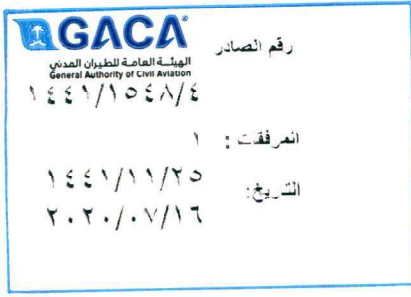 GACA
رقم الصادر
الهيئة العامة للطيران المدني
General Authority of Civil Aviation
١٤٤١/١٥٤٨/٤
المرفقات : ١
١٤٤١/١١/٢٥
التاريخ:
٢٠٢٠/٠٧/١٦